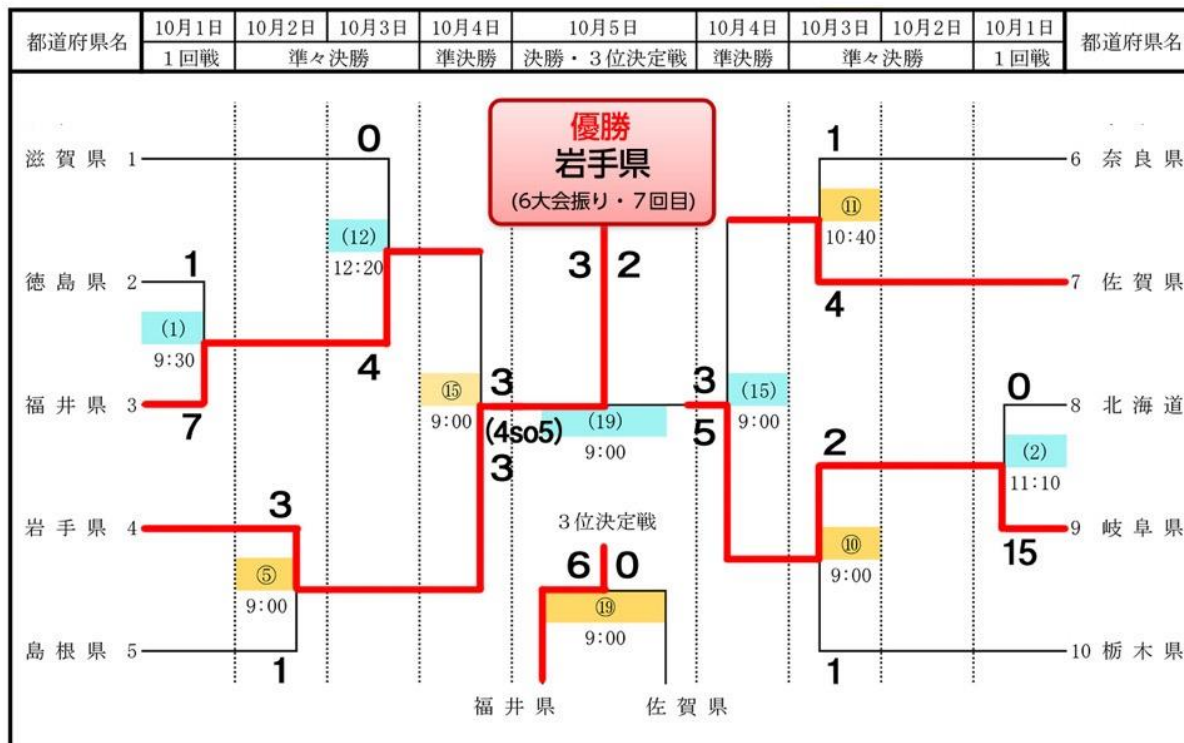 都道府県名 10月1日 10月2日 10月3日 10月4日 10月5日 10月4日 10月3日 10月2日 10月1日 都道府県名
1回戦 準々決勝 準決勝 決勝・3位決定戦 準決勝 準々決勝 1回戦
優勝
岩手県
(6大会振り・7回目)
滋賀県 1
0
1
6 奈良県
(12)
12:20
⑪
10:40
徳島県 2
1
3 2
4
7 佐賀県
(1)
9:30
4
福井県 3
7
⑮
9:00
3
(4so5)
3
(19)
9:00
3
5
(15)
9:00
0
8 北海道
2
(2)
11:10
岩手県 4
3
3位決定戦
15
9 岐阜県
⑤
9:00
6 0
⑲
9:00
⑩
9:00
島根県 5
1
1
10 栃木県
福井県 佐賀県